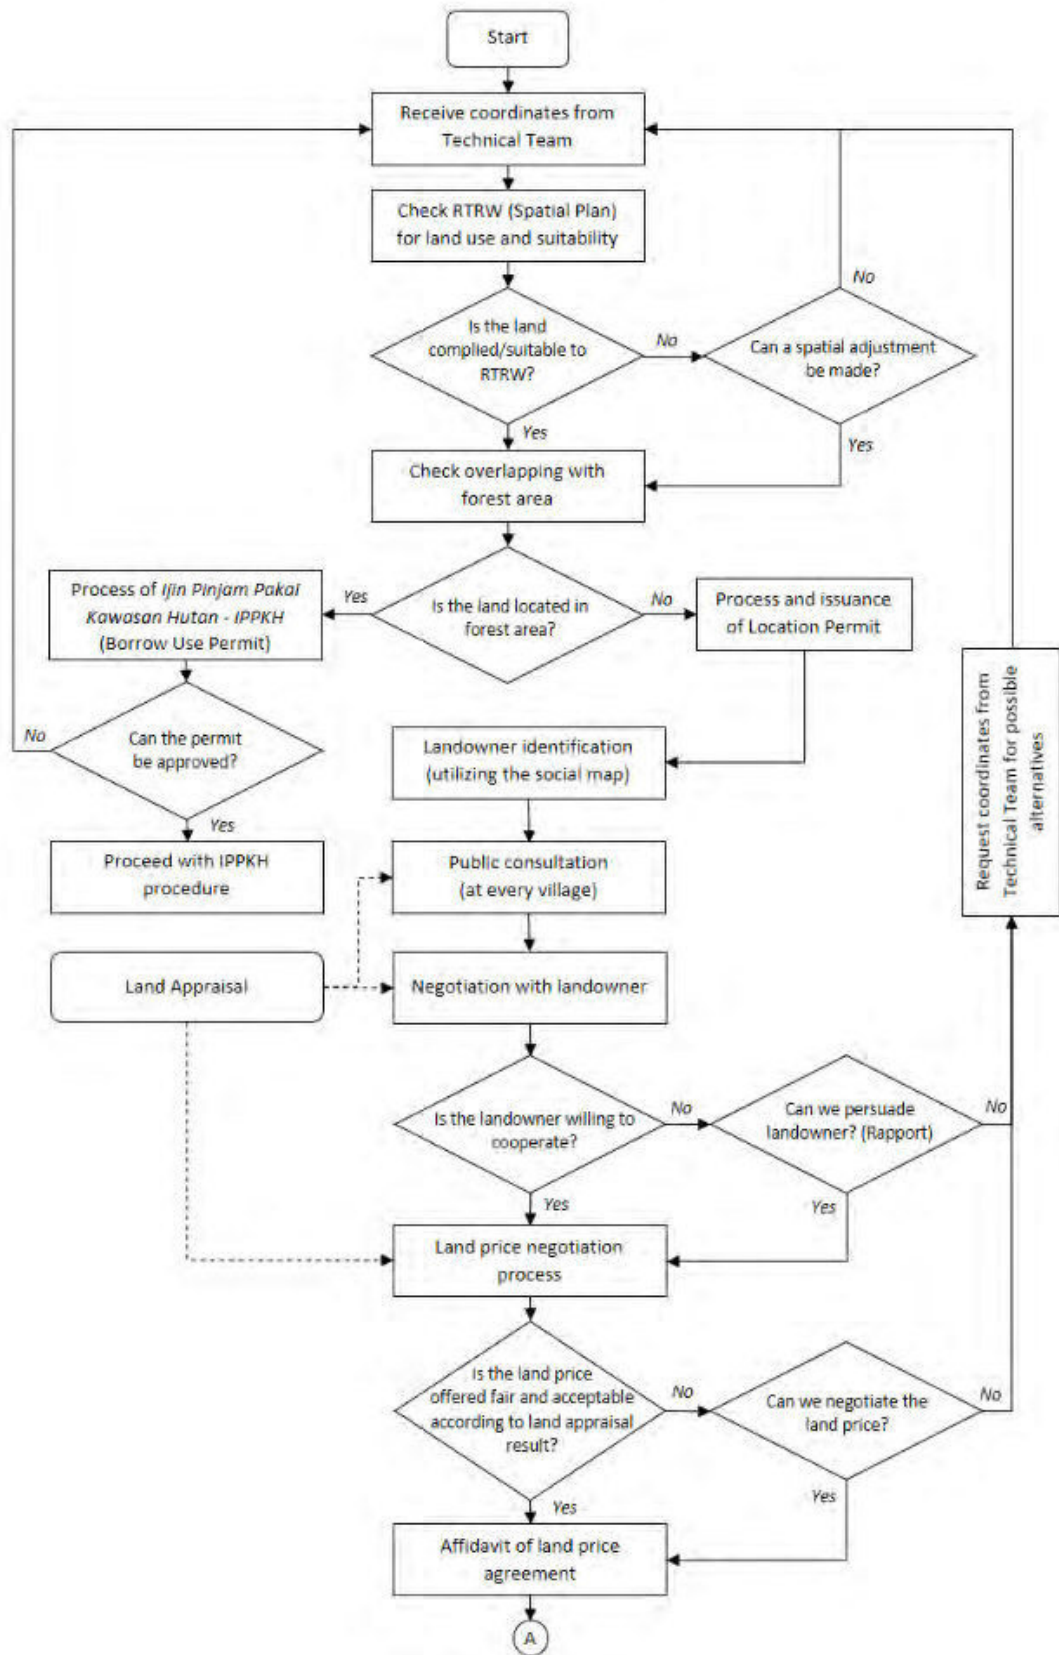 Start
Receive coordinates from
Technical Team
Check RTRW (Spatial Plan)
for land use and suitability
No
Is the land
complied/suitable to
RTRW?
No
Can a spatial adjustment
be made?
Yes
Yes
Check overlapping with
forest area
Process of Ijin Pinjam Pakai
Kawasan Hutan - IPPKH
(Borrow Use Permit)
Yes
Is the land located in
forest area?
No
Process and issuance
of Location Permit
No
Can the permit
be approved?
Yes
Landowner identification
(utilizing the social map)
Request coordinates from
Technical Team for possible
alternatives
Proceed with IPPKH
procedure
Public consultation
(at every village)
Land Appraisal
Negotiation with landowner
Is the landowner willing to
cooperate?
No
Can we persuade
landowner? (Rapport)
No
Yes
Yes
Land price negotiation
process
Is the land price
offered fair and acceptable
according to land appraisal
result?
No
Can we negotiate the
land price?
No
Yes
Yes
Affidavit of land price
agreement
A